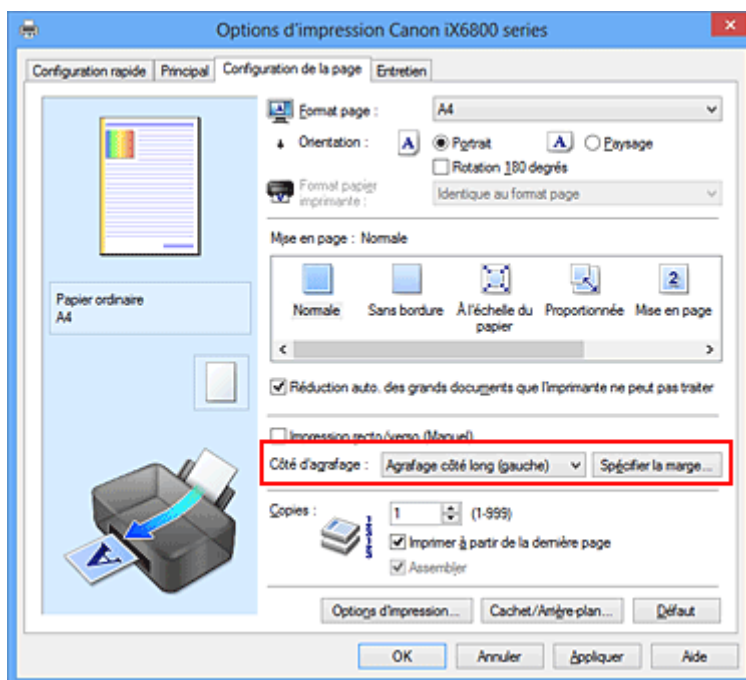 Options d'impression Canon iX6800 series
Configuration rapide Principal Configuration de la page Entretien
Format page : A4
Orientation : A Portrait A Paysage
Rotation 180 degrés
Format papier imprimante : Identique au format page
Mise en page : Normale
Papier ordinaire
A4
Normale Sans bordure À l'échelle du papier Proportionnée 2 Mise en page
Réduction auto. des grands documents que l'imprimante ne peut pas traiter
Impression recto/verso (Manuel)
Côté d'agrafage : Agrafage côté long (gauche) Spécifier la marge...
Copies : 1 (1-999)
Imprimer à partir de la dernière page
Assembler
A
Options d'impression... Cachet/Arrière-plan... Défaut
OK Annuler Appliquer Aide